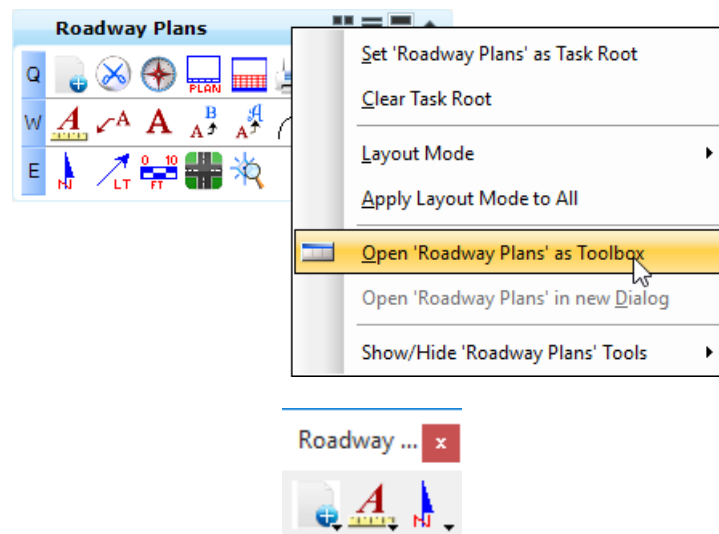 Roadway Plans
Q
PLAN
W
A
A
A
A B
A A
E
N
LT
0 10
FT
Set 'Roadway Plans' as Task Root
Clear Task Root
Layout Mode
Apply Layout Mode to All
Open 'Roadway Plans' as Toolbox
Open 'Roadway Plans' in new Dialog
Show/Hide 'Roadway Plans' Tools
Roadway ... x
A
N